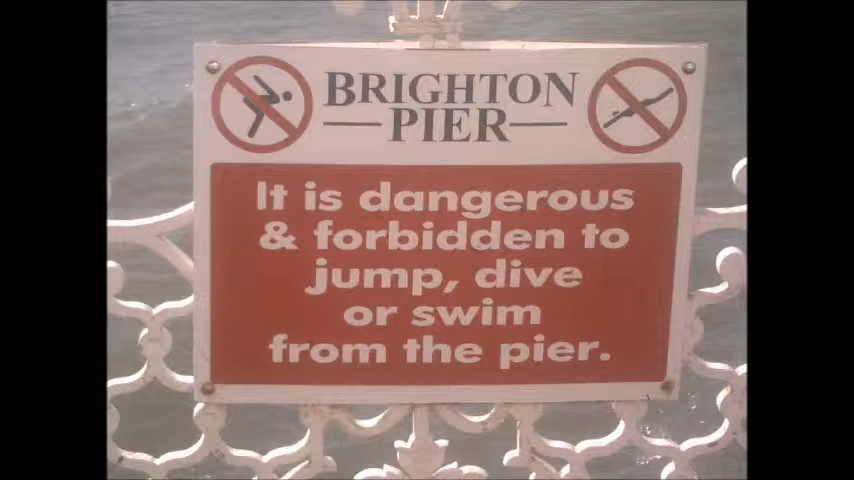 BRIGHTON
PIER
It is dangerous
& forbidden to
jump, dive
or swim
from the pier.